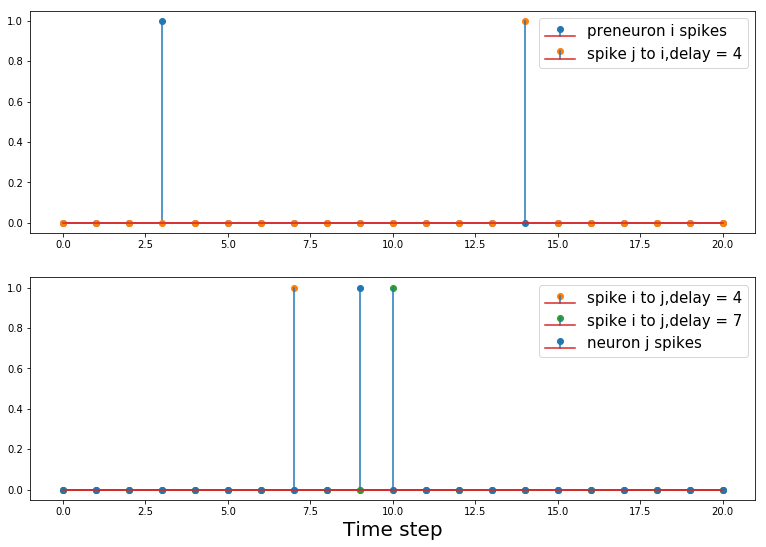 1.0
0.8
0.6
0.4
0.2
0.0
preneuron i spikes
spike j to i,delay = 4
0.0 2.5 5.0 7.5 10.0 12.5 15.0 17.5 20.0
1.0
0.8
0.6
0.4
0.2
0.0
spike i to j,delay = 4
spike i to j,delay = 7
neuron j spikes
0.0 2.5 5.0 7.5 10.0 12.5 15.0 17.5 20.0
Time step